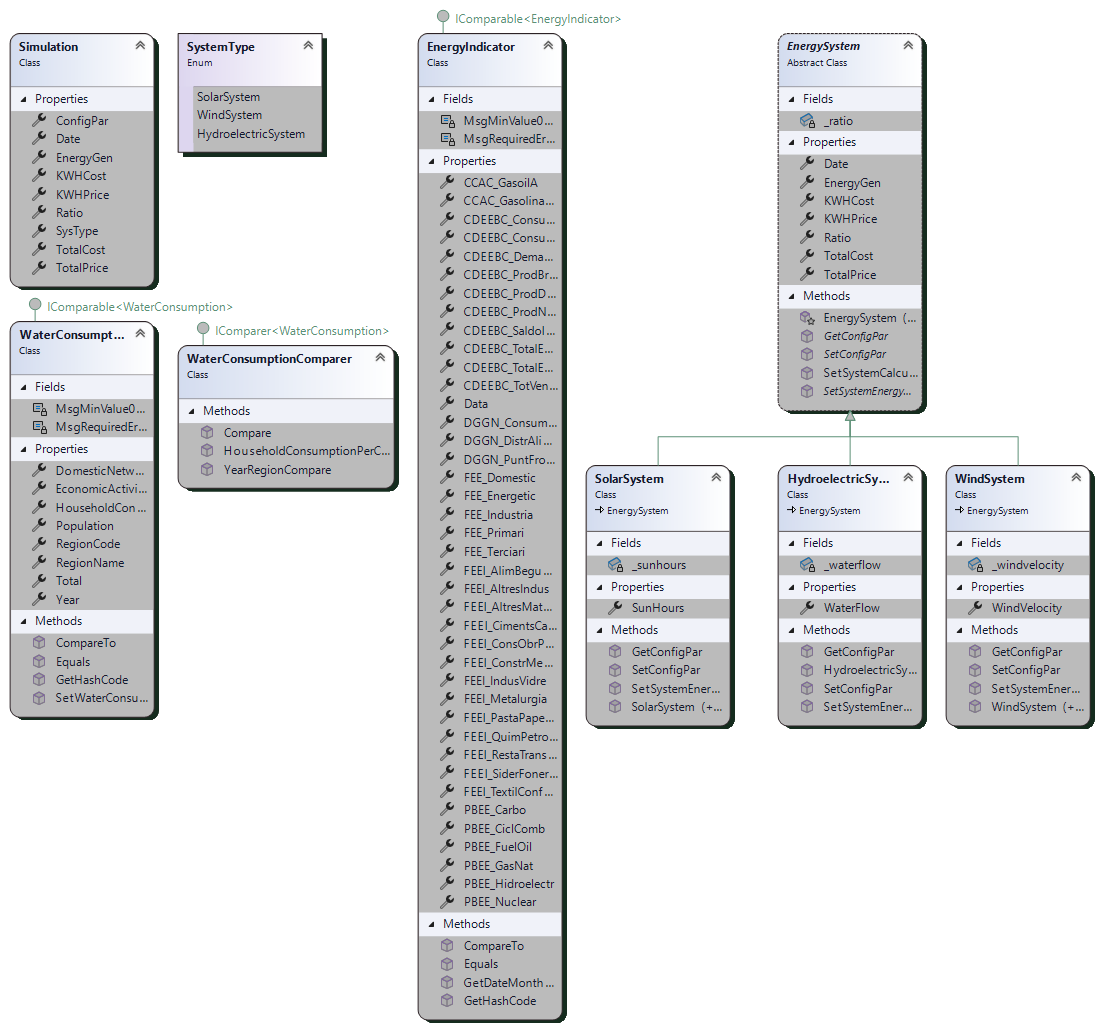 Simulation
Class
Properties
ConfigPar
Date
EnergyGen
KWHCost
KWHPrice
Ratio
SysType
TotalCost
TotalPrice
SystemType
Enum
SolarSystem
WindSystem
HydroelectricSystem
IComparable<WaterConsumption>
WaterConsumpt...
Class
Fields
MsgMinValue0...
MsgRequiredEr...
Properties
DomesticNetw...
EconomicActivi...
HouseholdCon...
Population
RegionCode
RegionName
Total
Year
Methods
CompareTo
Equals
GetHashCode
SetWaterConsu...
IComparer<WaterConsumption>
WaterConsumptionComparer
Class
Methods
Compare
HouseholdConsumptionPerC...
YearRegionCompare
IComparable<EnergyIndicator>
EnergyIndicator
Class
Fields
MsgMinValue0...
MsgRequiredEr...
Properties
CCAC_GasoilA
CCAC_Gasolina...
CDEEBC_Consu...
CDEEBC_Consu...
CDEEBC_Dema...
CDEEBC_ProdBr...
CDEEBC_ProdD...
CDEEBC_ProdN...
CDEEBC_SaldoI...
CDEEBC_TotalE...
CDEEBC_TotalE...
CDEEBC_TotVen...
Data
DGGN_Consum...
DGGN_DistrAli...
DGGN_PuntFro...
FEE_Domestic
FEE_Energetic
FEE_Industria
FEE_Primari
FEE_Terciari
FEEI_AlimBegu...
FEEI_AltresIndus
FEEI_AltresMat...
FEEI_CimentsCa...
FEEI_ConsObrP...
FEEI_ConstrMe...
FEEI_IndusVidre
FEEI_Metalurgia
FEEI_PastaPape...
FEEI_QuimPetro...
FEEI_RestaTrans...
FEEI_SiderFoner...
FEEI_TextilConf...
PBEE_Carbo
PBEE_CiclComb
PBEE_FuelOil
PBEE_GasNat
PBEE_Hidroelectr
PBEE_Nuclear
Methods
CompareTo
Equals
GetDateMonth...
GetHashCode
EnergySystem
Abstract Class
Fields
_ratio
Properties
Date
EnergyGen
KWHCost
KWHPrice
Ratio
TotalCost
TotalPrice
Methods
EnergySystem (...
GetConfigPar
SetConfigPar
SetSystemCalcu...
SetSystemEnergy...
SolarSystem
Class
EnergySystem
Fields
_sunhours
Properties
SunHours
Methods
GetConfigPar
SetConfigPar
SetSystemEner...
SolarSystem (+...
HydroelectricSy...
Class
EnergySystem
Fields
_waterflow
Properties
WaterFlow
Methods
GetConfigPar
HydroelectricSy...
SetConfigPar
SetSystemEner...
WindSystem
Class
EnergySystem
Fields
_windvelocity
Properties
WindVelocity
Methods
GetConfigPar
SetConfigPar
SetSystemEner...
WindSystem (+...